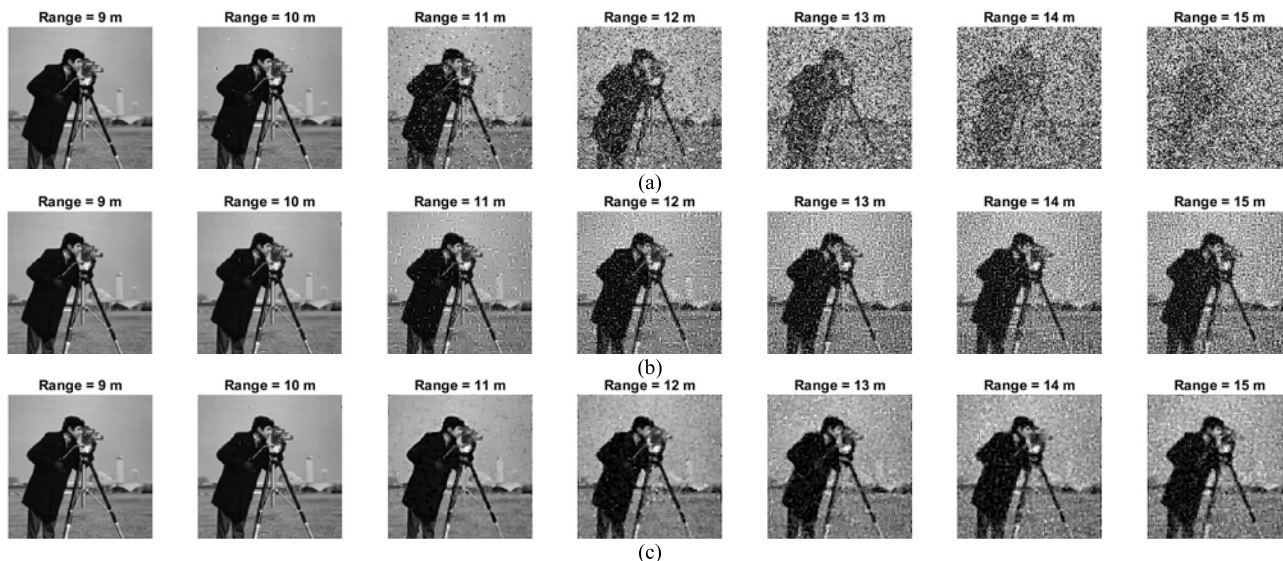 Range = 9 m Range = 10 m Range = 11 m Range = 12 m Range = 13 m Range = 14 m Range = 15 m
(a)
Range = 9 m Range = 10 m Range = 11 m Range = 12 m Range = 13 m Range = 14 m Range = 15 m
(b)
Range = 9 m Range = 10 m Range = 11 m Range = 12 m Range = 13 m Range = 14 m Range = 15 m
(c)